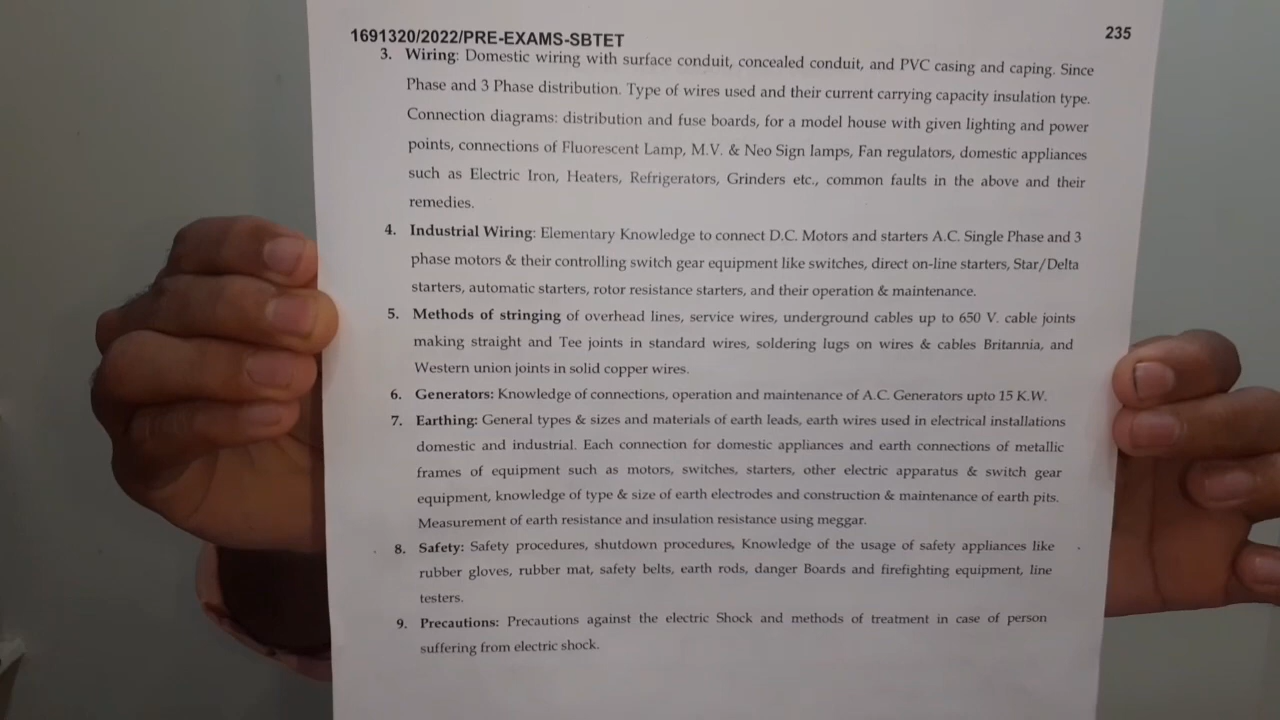 1691320/2022/PRE-EXAMS-SBTET
235
3. Wiring: Domestic wiring with surface conduit, concealed conduit, and PVC casing and caping. Since
Phase and 3 Phase distribution. Type of wires used and their current carrying capacity insulation type.
Connection diagrams: distribution and fuse boards, for a model house with given lighting and power
points, connections of Fluorescent Lamp, M.V. & Neo Sign lamps, Fan regulators, domestic appliances
such as Electric Iron, Heaters, Refrigerators, Grinders etc., common faults in the above and their
remedies.
4. Industrial Wiring: Elementary Knowledge to connect D.C. Motors and starters A.C. Single Phase and 3
phase motors & their controlling switch gear equipment like switches, direct on-line starters, Star/Delta
starters, automatic starters, rotor resistance starters, and their operation & maintenance.
5. Methods of stringing of overhead lines, service wires, underground cables up to 650 V. cable joints
making straight and Tee joints in standard wires, soldering lugs on wires & cables Britannia, and
Western union joints in solid copper wires.
6. Generators: Knowledge of connections, operation and maintenance of A.C. Generators upto 15 K.W.
7. Earthing: General types & sizes and materials of earth leads, earth wires used in electrical installations
domestic and industrial. Each connection for domestic appliances and earth connections of metallic
frames of equipment such as motors, switches, starters, other electric apparatus & switch gear
equipment, knowledge of type & size of earth electrodes and construction & maintenance of earth pits.
Measurement of earth resistance and insulation resistance using meggar.
8. Safety: Safety procedures, shutdown procedures, Knowledge of the usage of safety appliances like
rubber gloves, rubber mat, safety belts, earth rods, danger Boards and firefighting equipment, line
testers.
9. Precautions: Precautions against the electric Shock and methods of treatment in case of person
suffering from electric shock.